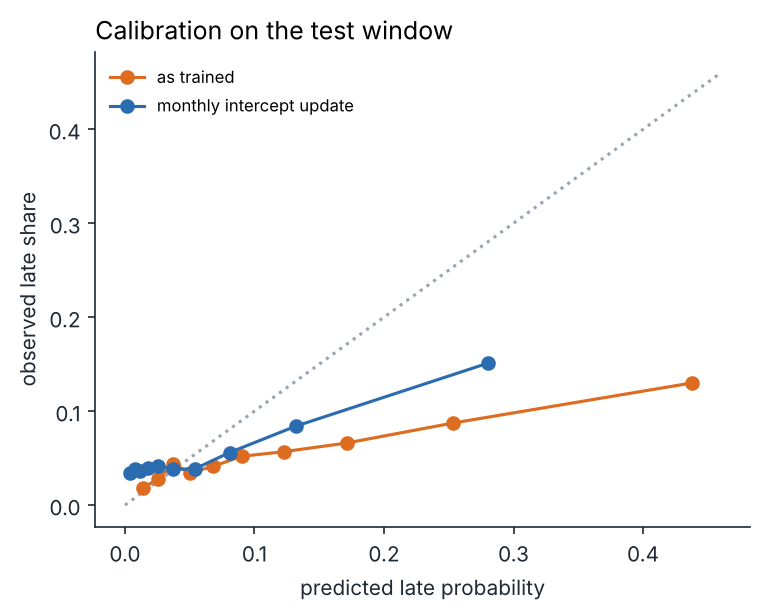 Calibration on the test window
as trained
monthly intercept update
observed late share
0.4
0.3
0.2
0.1
0.0
0.0 0.1 0.2 0.3 0.4
predicted late probability